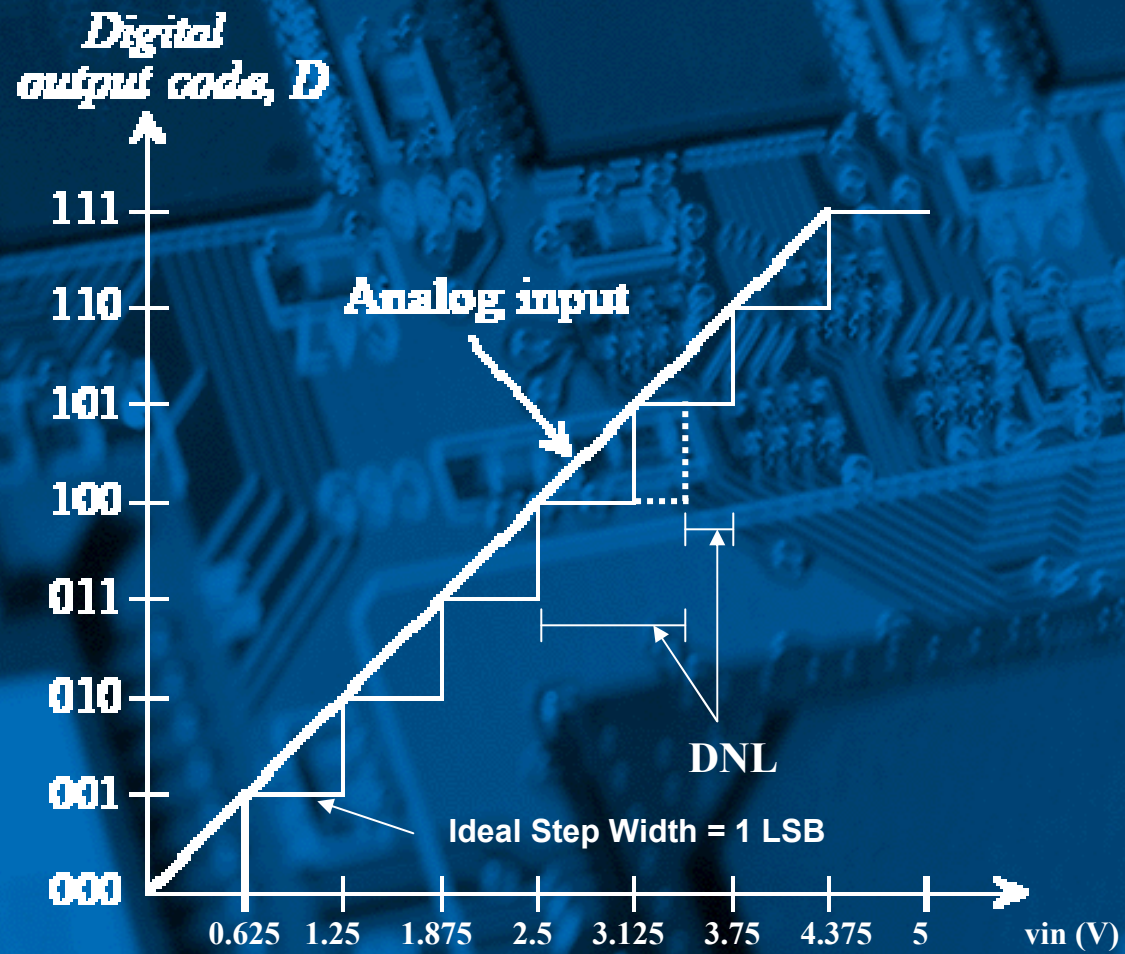 Digital
output code, D
111
110
Analog input
101
100
011
010
DNL
001
Ideal Step Width = 1 LSB
000
0.625 1.25 1.875 2.5 3.125 3.75 4.375 5 vin (V)